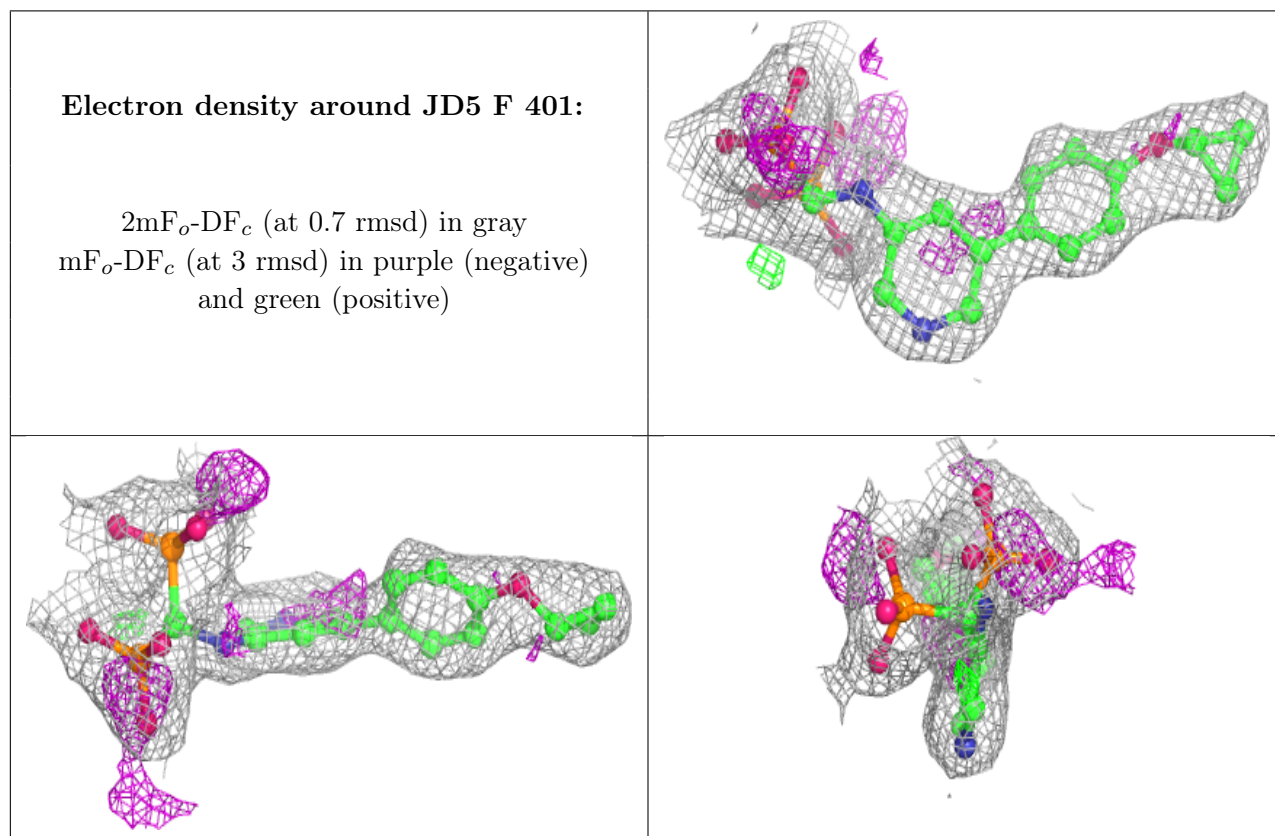 Electron density around JD5 F 401:
2mFo-DFc (at 0.7 rmsd) in gray
mFo-DFc (at 3 rmsd) in purple (negative)
and green (positive)